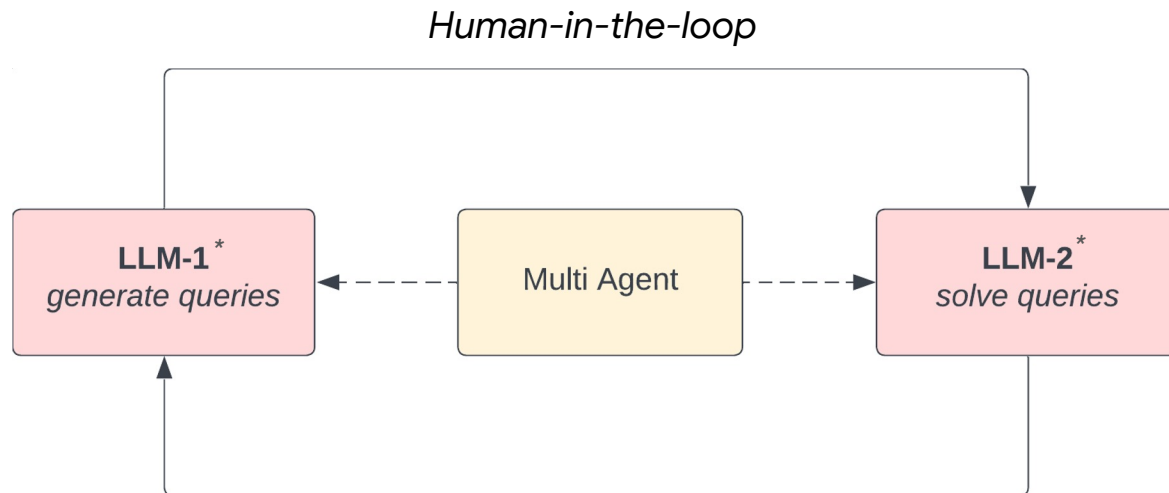 Human-in-the-loop
LLM-1*
generate queries
Multi Agent
LLM-2*
solve queries